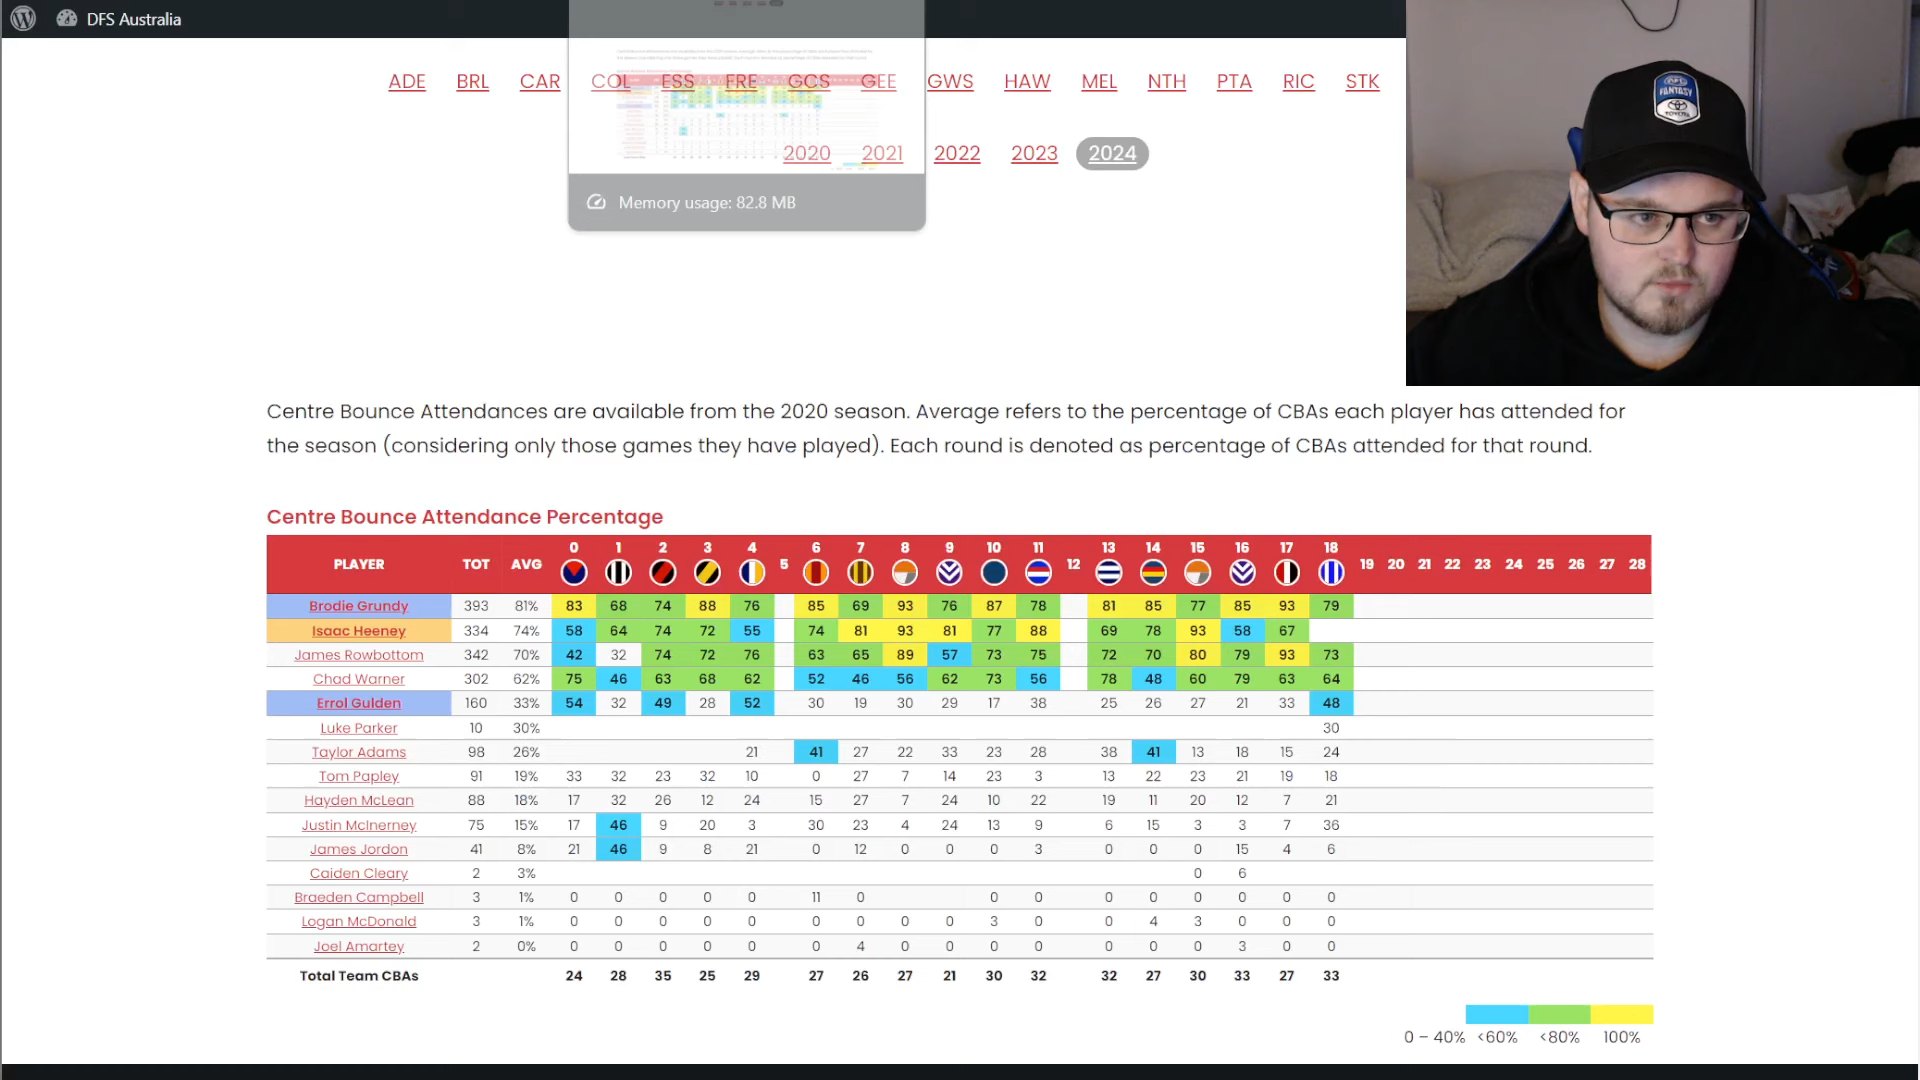 DFS Australia
ADE BRL CAR COL ESS FRE GCS GEE GWS HAW MEL NTH PTA RIC STK
2020 2021 2022 2023 2024
Memory usage: 82.8 MB
FANTASY
TOYOTA
Centre Bounce Attendances are available from the 2020 season. Average refers to the percentage of CBAs each player has attended for
the season (considering only those games they have played). Each round is denoted as percentage of CBAs attended for that round.
Centre Bounce Attendance Percentage
PLAYER TOT AVG 0 1 2 3 4 5 6 7 8 9 10 11 12 13 14 15 16 17 18 19 20 21 22 23 24 25 26 27 28
Brodie Grundy 393 81% 83 68 74 88 76 85 69 93 76 87 78 81 85 77 85 93 79
Isaac Heeney 334 74% 58 64 74 72 55 74 81 93 81 77 88 69 78 93 58 67
James Rowbottom 342 70% 42 32 74 72 76 63 65 89 57 73 75 72 70 80 79 93 73
Chad Warner 302 62% 75 46 63 68 62 52 46 56 62 73 56 78 48 60 79 63 64
Errol Gulden 160 33% 54 32 49 28 52 30 19 30 29 17 38 25 26 27 21 33 48
Luke Parker 10 30% 30
Taylor Adams 98 26% 21 41 27 22 33 23 28 38 41 13 18 15 24
Tom Papley 91 19% 33 32 23 32 10 0 27 7 14 23 3 13 22 23 21 19 18
Hayden McLean 88 18% 17 32 26 12 24 15 27 7 24 10 22 19 11 20 12 7 21
Justin McInerney 75 15% 17 46 9 20 3 30 23 4 24 13 9 6 15 3 3 7 36
James Jordon 41 8% 21 46 9 8 21 0 12 0 0 0 3 0 0 0 15 4 6
Caiden Cleary 2 3% 0 6
Braeden Campbell 3 1% 0 0 0 0 0 11 0 0 0 0 0 0 0 0 0
Logan McDonald 3 1% 0 0 0 0 0 0 0 0 0 3 0 0 4 3 0 0 0
Joel Amartey 2 0% 0 0 0 0 0 0 4 0 0 0 0 0 0 0 3 0 0
Total Team CBAs 24 28 35 25 29 27 26 27 21 30 32 32 27 30 33 27 33
0 – 40% <60% <80% 100%